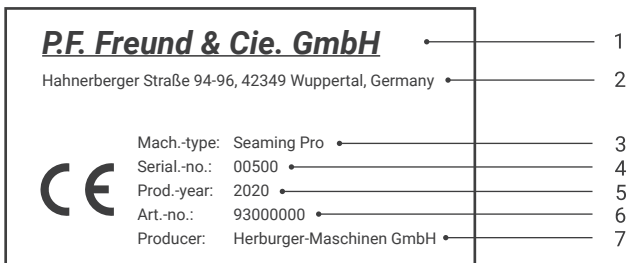 P.F. Freund & Cie. GmbH 1
Hahnerberger Straße 94-96, 42349 Wuppertal, Germany 2
Mach.-type: Seaming Pro 3
Serial.-no.: 00500 4
Prod.-year: 2020 5
Art.-no.: 93000000 6
Producer: Herburger-Maschinen GmbH 7
CE